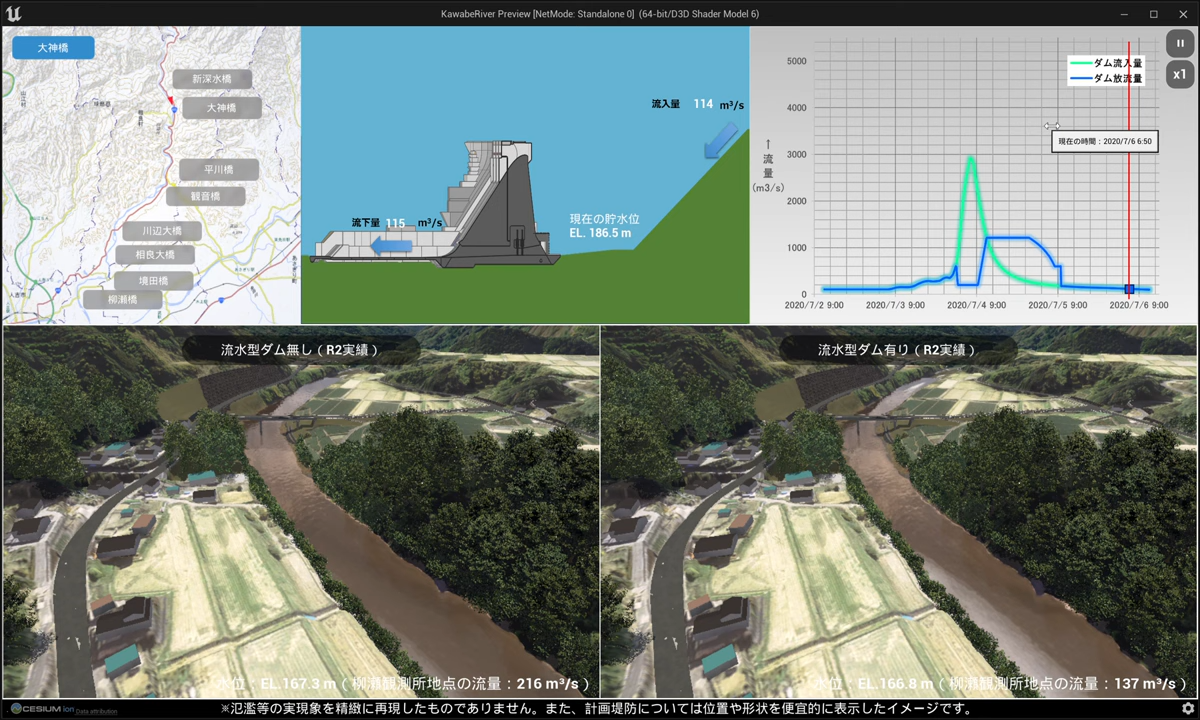 KawabeRiver Preview [NetMode: Standalone 0] (64-bit/D3D Shader Model 6)
大神橋
新深水橋
大神橋
平川橋
観音橋
川辺大橋
相良大橋
境田橋
柳瀬橋
流入量 114 m³/s
流下量 115 m³/s
現在の貯水位
EL. 186.5 m
ダム流入量
ダム放流量
x1
現在の時間：2020/7/6 6:50
↑
流
量
(m3/s)
5000
4000
3000
2000
1000
0
2020/7/2 9:00
2020/7/3 9:00
2020/7/4 9:00
2020/7/5 9:00
2020/7/6 9:00
流水型ダム無し（R2実績）
流水型ダム有り（R2実績）
水位：EL.167.3 m（柳瀬観測所地点の流量：216 m³/s）
水位：EL.166.8 m（柳瀬観測所地点の流量：137 m³/s）
CESIUM ion Data attribution
※氾濫等の実現象を精緻に再現したものでありません。また、計画堤防については位置や形状を便宜的に表示したイメージです。